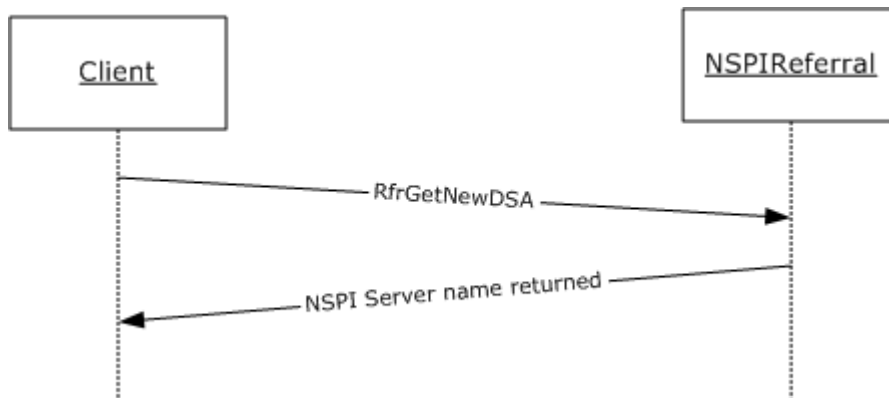 Client
NSPIReferral
RfrGetNewDSA
NSPI Server name returned